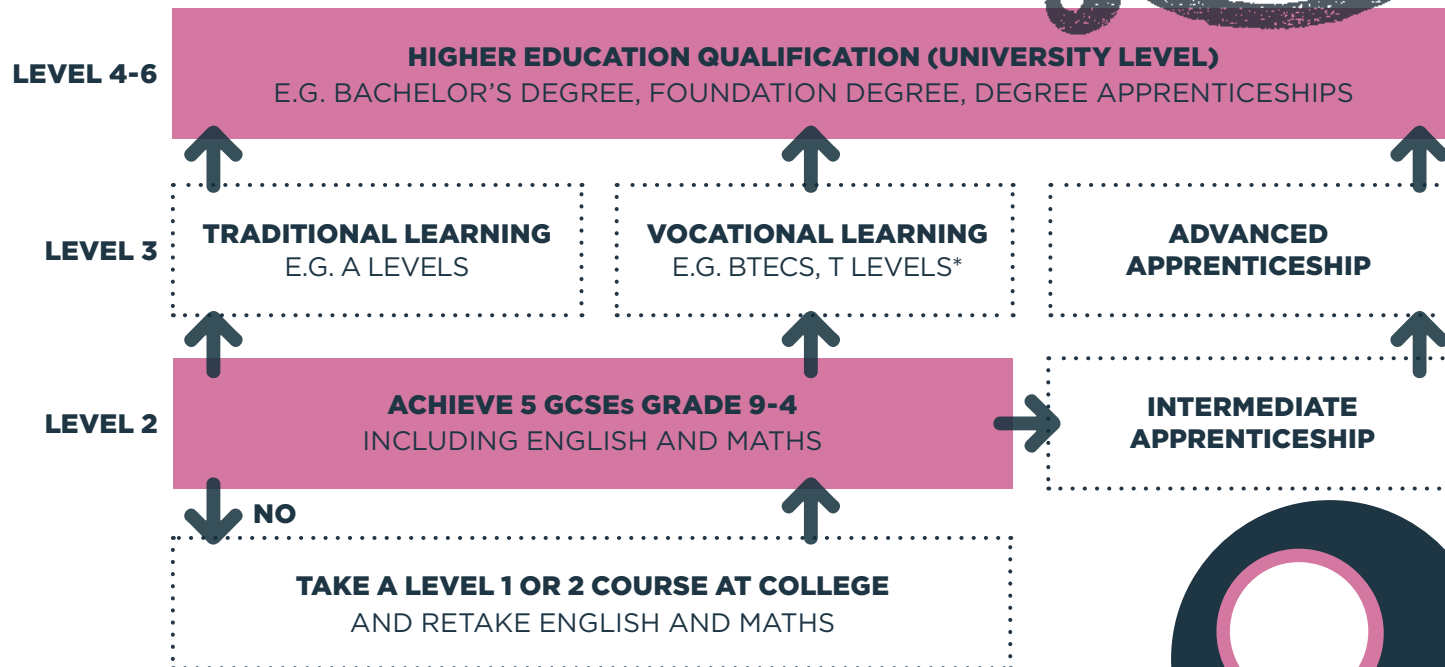 HIGHER EDUCATION QUALIFICATION (UNIVERSITY LEVEL)
LEVEL 4-6
E.G. BACHELOR'S DEGREE, FOUNDATION DEGREE, DEGREE APPRENTICESHIPS
TRADITIONAL LEARNING
E.G. A LEVELS
VOCATIONAL LEARNING
E.G. BTECS, T LEVELS*
ADVANCED
APPRENTICESHIP
LEVEL 3
ACHIEVE 5 GCSEs GRADE 9-4
INCLUDING ENGLISH AND MATHS
LEVEL 2
INTERMEDIATE
APPRENTICESHIP
NO
TAKE A LEVEL 1 OR 2 COURSE AT COLLEGE
AND RETAKE ENGLISH AND MATHS